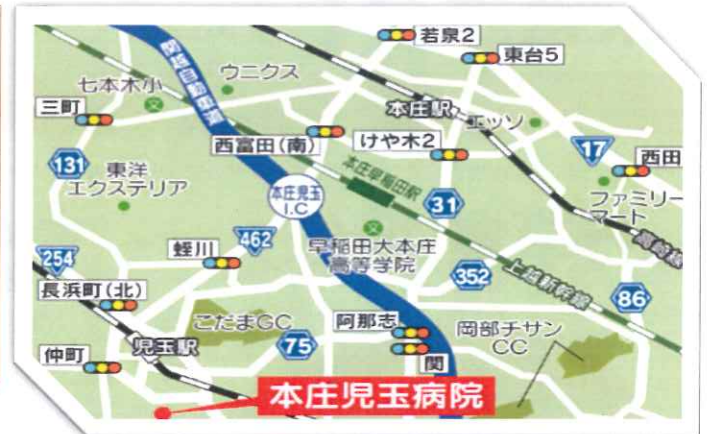 若泉2
東台5
関越自動車道
ウニクス
七本木小
文
三町
本庄駅
エッソ
17
西富田(南)
けや木2
西田
131
東洋
エクステリア
本庄早稲田駅
ファミリー
マート
本庄児玉
I.C
31
高崎線
462
早稲田大本庄
高等学院
文
254
蛭川
352
上越新幹線
86
長浜町(北)
こだまGC
阿那志
岡部チサン
CC
児玉駅
75
仲町
関
本庄児玉病院